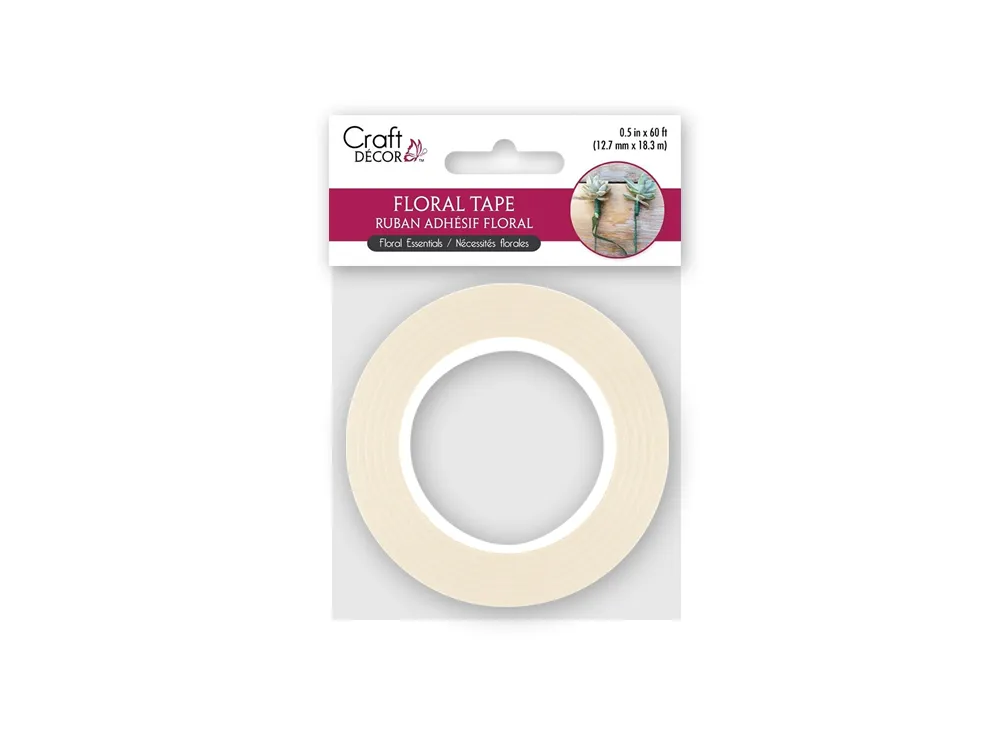 Craft
DÉCOR™
0.5 in x 60 ft
(12.7 mm x 18.3 m)
FLORAL TAPE
RUBAN ADHÉSIF FLORAL
Floral Essentials / Nécessités florales